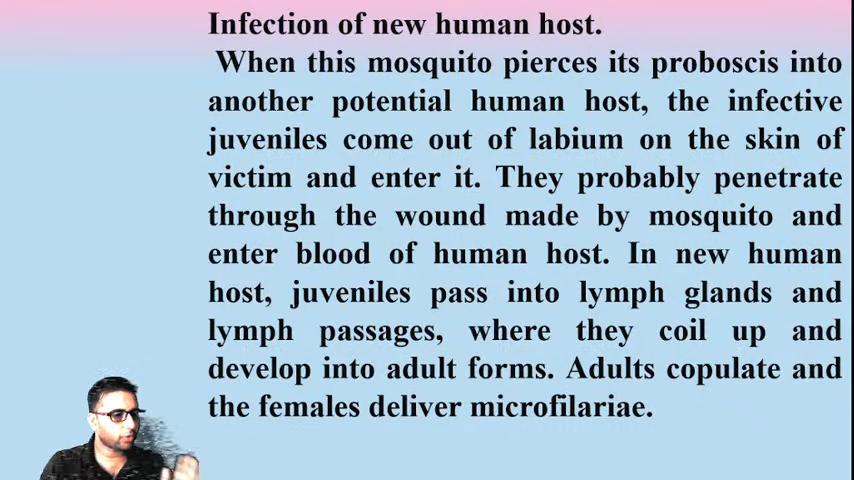 Infection of new human host.
When this mosquito pierces its proboscis into
another potential human host, the infective
juveniles come out of labium on the skin of
victim and enter it. They probably penetrate
through the wound made by mosquito and
enter blood of human host. In new human
host, juveniles pass into lymph glands and
lymph passages, where they coil up and
develop into adult forms. Adults copulate and
the females deliver microfilariae.